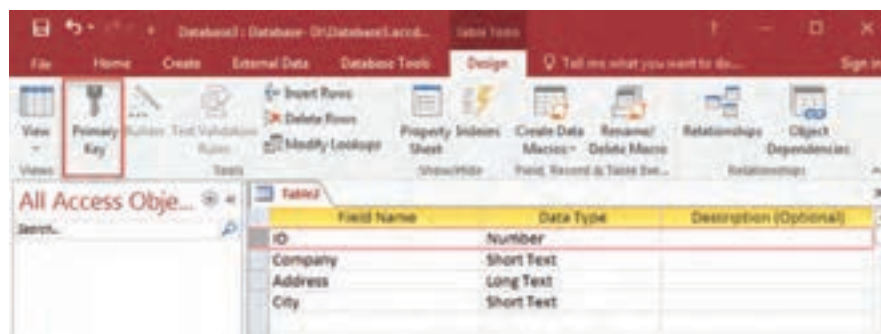 Database3 : Database- D:\Database3.accd...
Table Tools
?
File
Home
Create
External Data
Database Tools
Design
Tell me what you want to do...
Sign in
View
Primary Key
Builder
Test Validation Rules
Insert Rows
Delete Rows
Modify Lookups
Property Sheet
Indexes
Create Data Macros
Rename/ Delete Macro
Relationships
Object Dependencies
Views
Tools
Show/Hide
Field, Record & Table Eve...
Relationships
All Access Obje...
Search..
Table3
Field Name
Data Type
Description (Optional)
ID
Number
Company
Short Text
Address
Long Text
City
Short Text